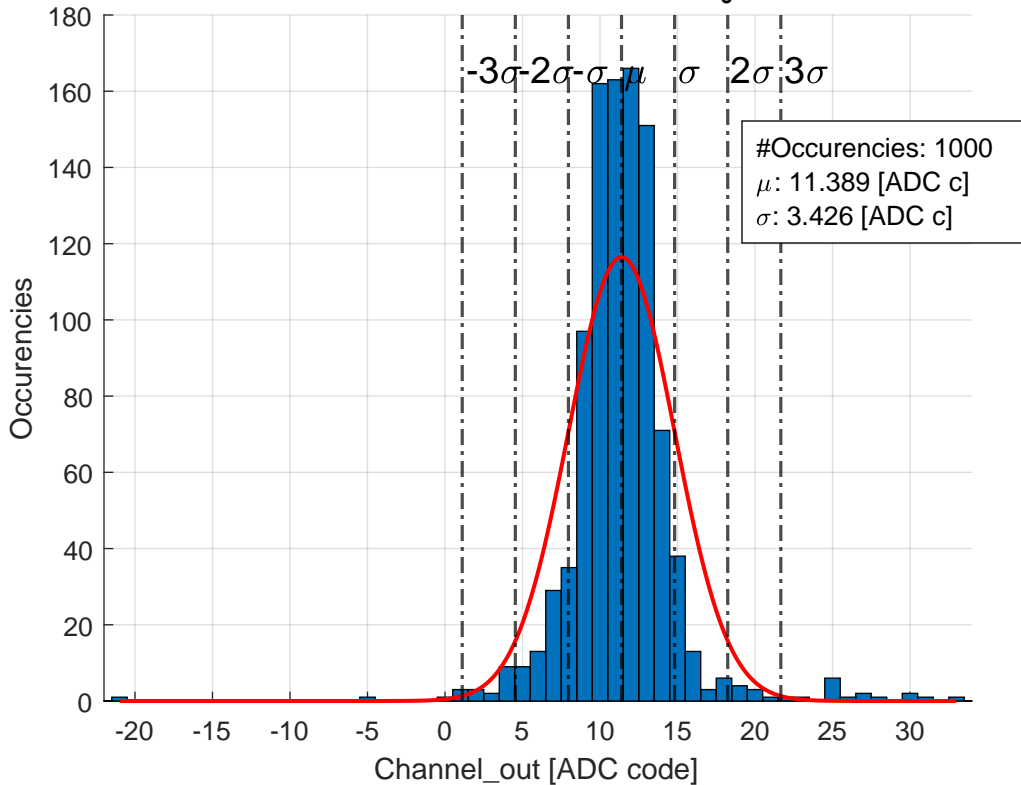 180
160
140
120
100
80
60
40
20
0
Occurencies
-3σ -2σ -σ μ σ 2σ 3σ
#Occurencies: 1000
μ: 11.389 [ADC c]
σ: 3.426 [ADC c]
-20 -15 -10 -5 0 5 10 15 20 25 30
Channel_out [ADC code]